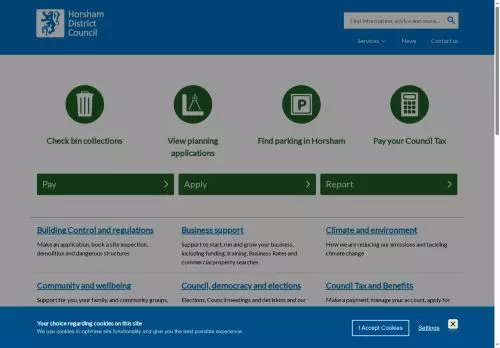 Horsham
District
Council
Find information, advice and more...
Services
News
Contact us
Check bin collections
View planning
applications
Find parking in Horsham
Pay your Council Tax
Pay
Apply
Report
Building Control and regulations
Make an application, book a site inspection,
demolition and dangerous structures
Business support
Support to start, run and grow your business,
including funding, training, Business Rates and
commercial property searches
Climate and environment
How we are reducing our emissions and tackling
climate change
Community and wellbeing
Support for you, your family, and community groups,
Council, democracy and elections
Elections, Council meetings and decisions and our
Council Tax and Benefits
Make a payment, manage your account, apply for
Your choice regarding cookies on this site
We use cookies to optimise site functionality and give you the best possible experience.
I Accept Cookies
Settings